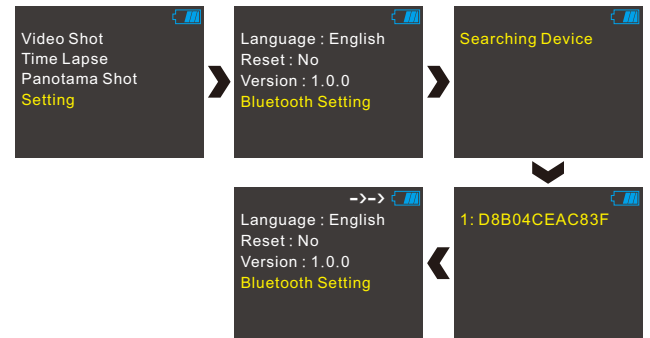 Video Shot
Time Lapse
Panotama Shot
Setting
Language : English
Reset : No
Version : 1.0.0
Bluetooth Setting
Searching Device
1: D8B04CEAC83F
->->
Language : English
Reset : No
Version : 1.0.0
Bluetooth Setting